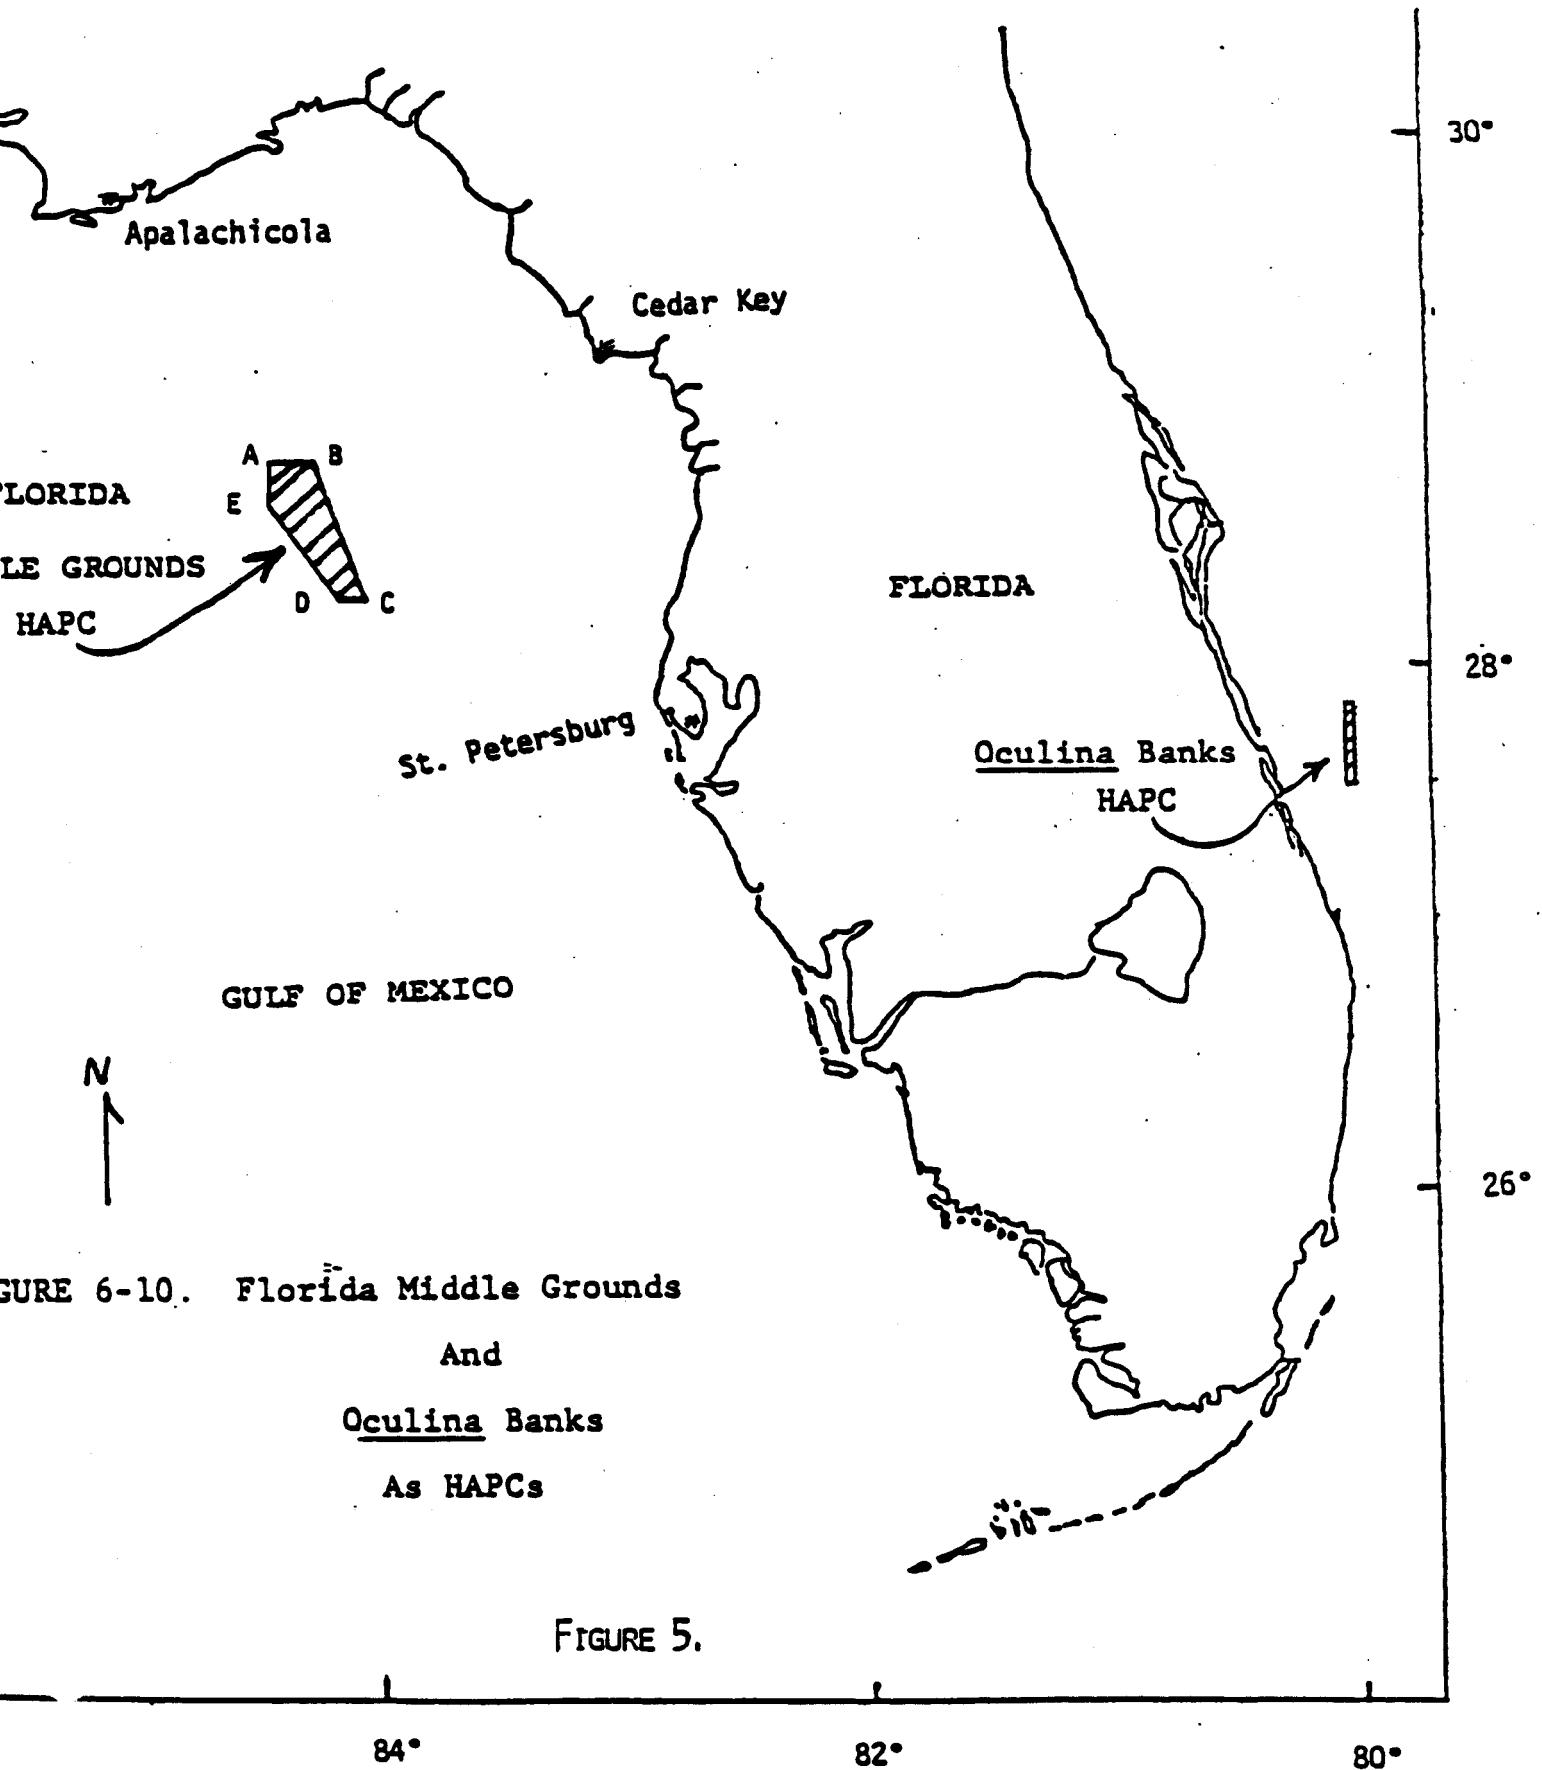 30°
Apalachicola
Cedar Key
A B
FLORIDA
E
LE GROUNDS
HAPC
D C
FLORIDA
28°
St. Petersburg
Oculina Banks
HAPC
GULF OF MEXICO
N
26°
GURE 6-10. Florida Middle Grounds
And
Oculina Banks
As HAPCs
FIGURE 5.
84° 82° 80°